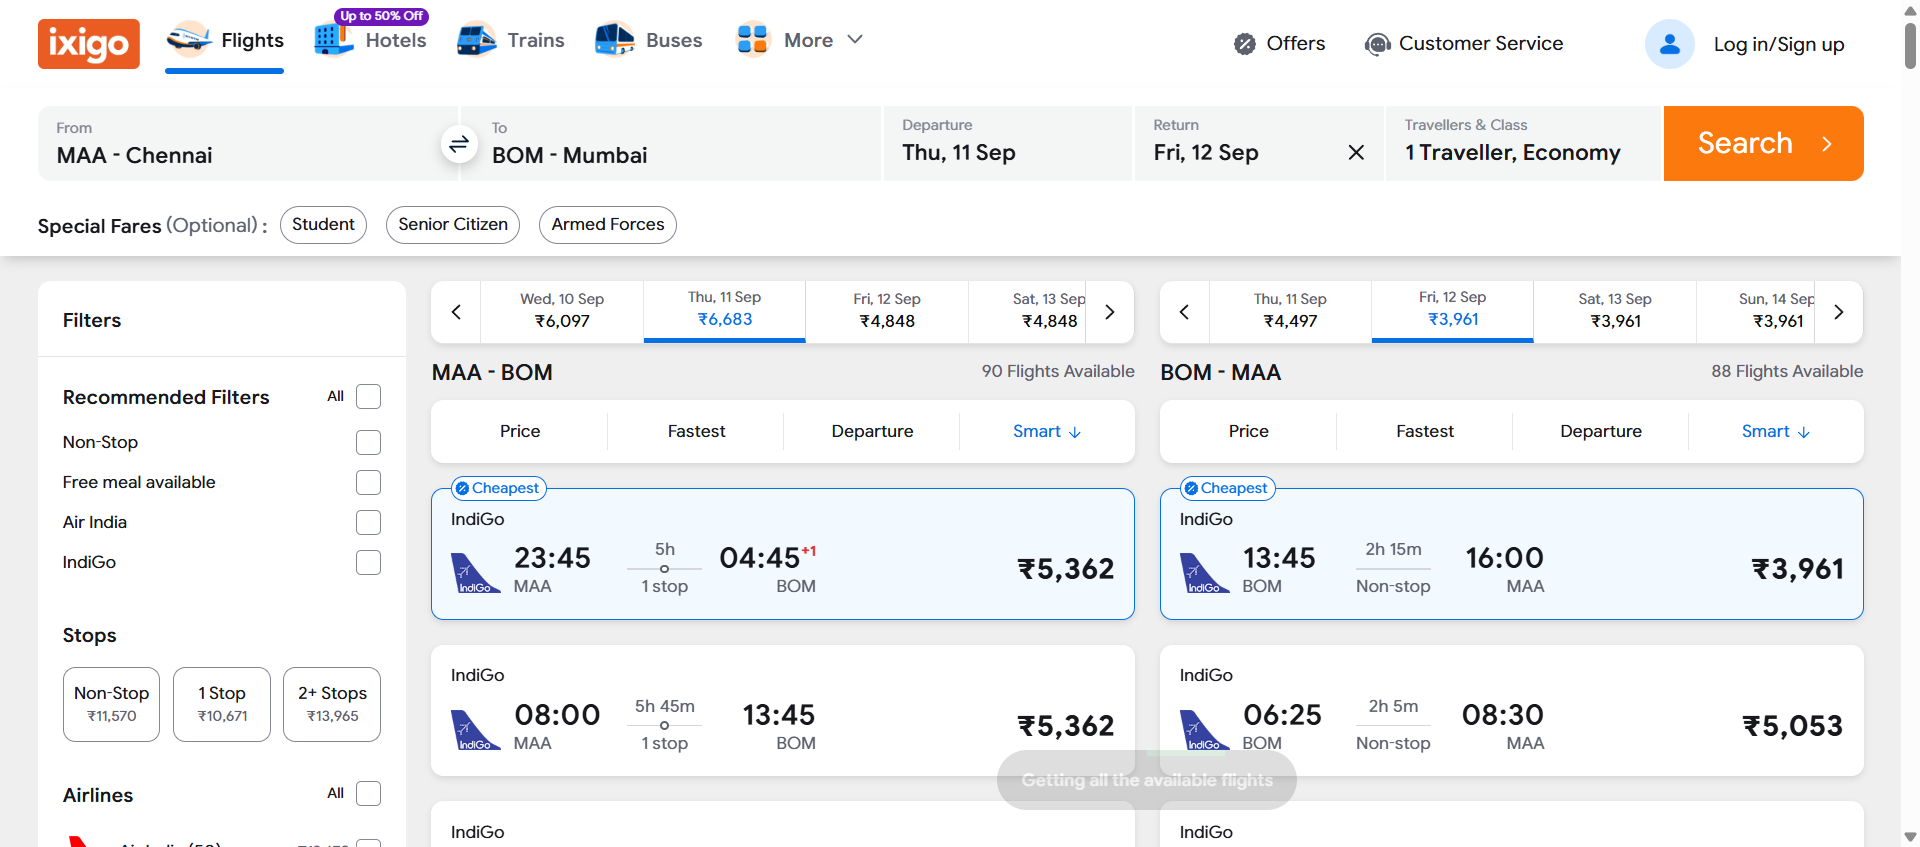 ixigo
Flights
Up to 50% Off
Hotels
Trains
Buses
More
Offers
Customer Service
Log in/Sign up
From
MAA - Chennai
To
BOM - Mumbai
Departure
Thu, 11 Sep
Return
Fri, 12 Sep
Travellers & Class
1 Traveller, Economy
Search
Special Fares (Optional) :
Student
Senior Citizen
Armed Forces
Filters
Recommended Filters
All
Non-Stop
Free meal available
Air India
IndiGo
Stops
Non-Stop
₹11,570
1 Stop
₹10,671
2+ Stops
₹13,965
Airlines
All
Wed, 10 Sep
₹6,097
Thu, 11 Sep
₹6,683
Fri, 12 Sep
₹4,848
Sat, 13 Sep
₹4,848
MAA - BOM
90 Flights Available
Price
Fastest
Departure
Smart
Cheapest
IndiGo
IndiGo
23:45
MAA
5h
1 stop
04:45+1
BOM
₹5,362
IndiGo
IndiGo
08:00
MAA
5h 45m
1 stop
13:45
BOM
₹5,362
IndiGo
Thu, 11 Sep
₹4,497
Fri, 12 Sep
₹3,961
Sat, 13 Sep
₹3,961
Sun, 14 Sep
₹3,961
BOM - MAA
88 Flights Available
Price
Fastest
Departure
Smart
Cheapest
IndiGo
IndiGo
13:45
BOM
2h 15m
Non-stop
16:00
MAA
₹3,961
IndiGo
IndiGo
06:25
BOM
2h 5m
Non-stop
08:30
MAA
₹5,053
IndiGo
Getting all the available flights